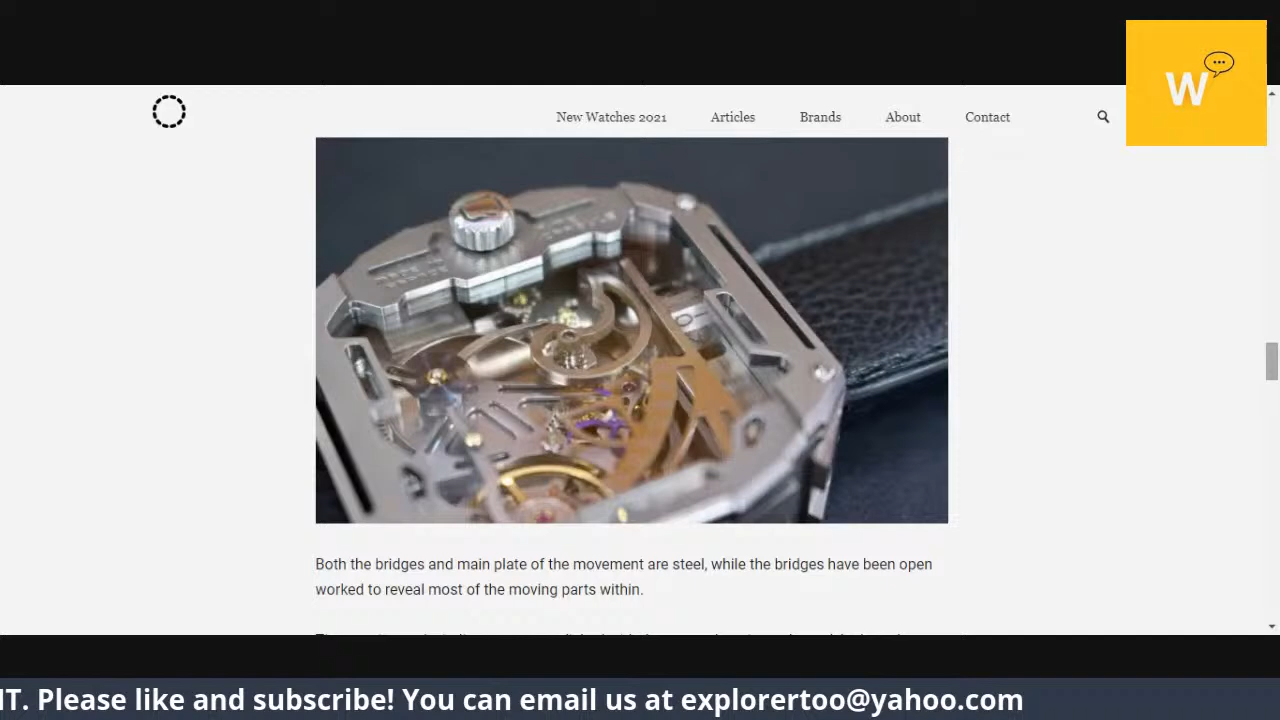 W
New Watches 2021 Articles Brands About Contact
Both the bridges and main plate of the movement are steel, while the bridges have been open
worked to reveal most of the moving parts within.
IT. Please like and subscribe! You can email us at explorertoo@yahoo.com